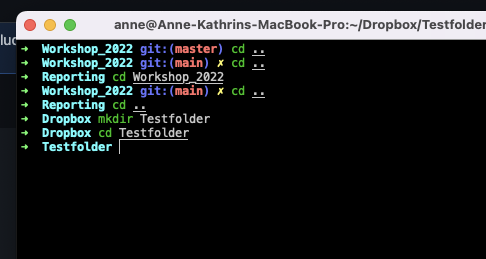 anne@Anne-Kathrins-MacBook-Pro:~/Dropbox/Testfolder
➜ Workshop_2022 git:(master) cd ..
➜ Workshop_2022 git:(main) ✗ cd ..
➜ Reporting cd Workshop_2022
➜ Workshop_2022 git:(main) ✗ cd ..
➜ Reporting cd ..
➜ Dropbox mkdir Testfolder
➜ Dropbox cd Testfolder
➜ Testfolder